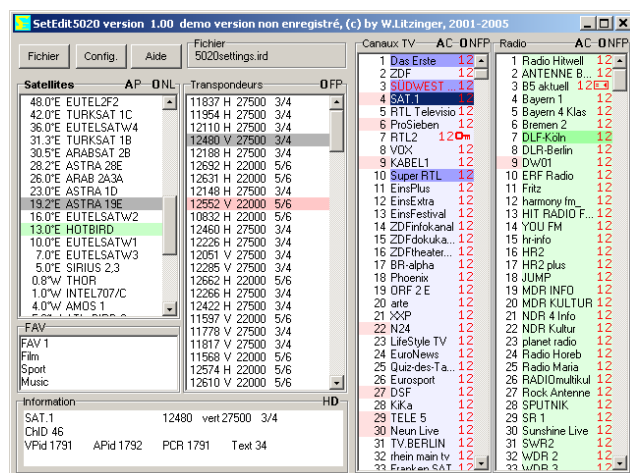 SetEdit5020 version 1.00 demo version non enregistré, (c) by W.Litzinger, 2001-2005
Fichier
Config.
Aide
Fichier
5020settings.ird
Satellites AP ONL
48.0°E EUTEL2F2
42.0°E TURKSAT 1C
36.0°E EUTELSATW4
31.3°E TURKSAT 1B
30.5°E ARABSAT 2B
28.2°E ASTRA 28E
26.0°E ARAB 2A3A
23.0°E ASTRA 1D
19.2°E ASTRA 19E
16.0°E EUTELSATW2
13.0°E HOTBIRD
10.0°E EUTELSATW1
7.0°E EUTELSATW3
5.0°E SIRIUS 2,3
0.8°W THOR
1.0°W INTEL707/C
4.0°W AMOS 1
Transpondeurs OFP
11837 H 27500 3/4
11954 H 27500 3/4
12110 H 27500 3/4
12480 V 27500 3/4
12188 H 27500 3/4
12692 H 22000 5/6
12631 H 22000 5/6
12148 H 27500 3/4
12552 V 22000 5/6
10832 H 22000 5/6
12460 H 27500 3/4
12226 H 27500 3/4
12051 V 27500 3/4
12285 V 27500 3/4
12662 H 22000 5/6
12266 H 27500 3/4
12422 H 27500 3/4
11597 V 22000 5/6
11778 V 27500 3/4
11817 V 27500 3/4
11568 V 22000 5/6
12574 H 22000 5/6
12610 V 22000 5/6
FAV
FAV 1
Film
Sport
Music
Information HD
SAT.1 12480 vert 27500 3/4
ChID 46
VPid 1791 APid 1792 PCR 1791 Text 34
Canaux TV AC ONFP
1 Das Erste 12
2 ZDF 12
3 SÜDWEST ... 12
4 SAT.1 12
5 RTL Televisio 12
6 ProSieben 12
7 RTL2 12
8 VOX 12
9 KABEL1 12
10 Super RTL 12
11 EinsPlus 12
12 EinsExtra 12
13 EinsFestival 12
14 ZDFinfokanal 12
15 ZDFdokuka... 12
16 ZDFtheater... 12
17 BR-alpha 12
18 Phoenix 12
19 ORF 2 E 12
20 arte 12
21 XXP 12
22 N24 12
23 LifeStyle TV 12
24 EuroNews 12
25 Quiz-des-Ta... 12
26 Eurosport 12
27 DSF 12
28 KiKa 12
29 TELE 5 12
30 Neun Live 12
31 TV.BERLIN 12
32 rhein main tv 12
33 Franken SAT 12
Radio AC ONFP
1 Radio Hitwell 12
2 ANTENNE B... 12
3 B5 aktuell 12
4 Bayern 1 12
5 Bayern 4 Klas 12
6 Bremen 2 12
7 DLF-Köln 12
8 DLR-Berlin 12
9 DW01 12
10 ERF Radio 12
11 Fritz 12
12 harmony fm_ 12
13 HIT RADIO F... 12
14 YOU FM 12
15 hr-info 12
16 HR2 12
17 HR2 plus 12
18 JUMP 12
19 MDR INFO 12
20 MDR KULTUR 12
21 NDR 4 Info 12
22 NDR Kultur 12
23 planet radio 12
24 Radio Horeb 12
25 Radio Maria 12
26 RADIOmultikul 12
27 Rock Antenne 12
28 SPUTNIK 12
29 SR 1 12
30 Sunshine Live 12
31 SWR2 12
32 WDR 2 12
33 WDR 3 12